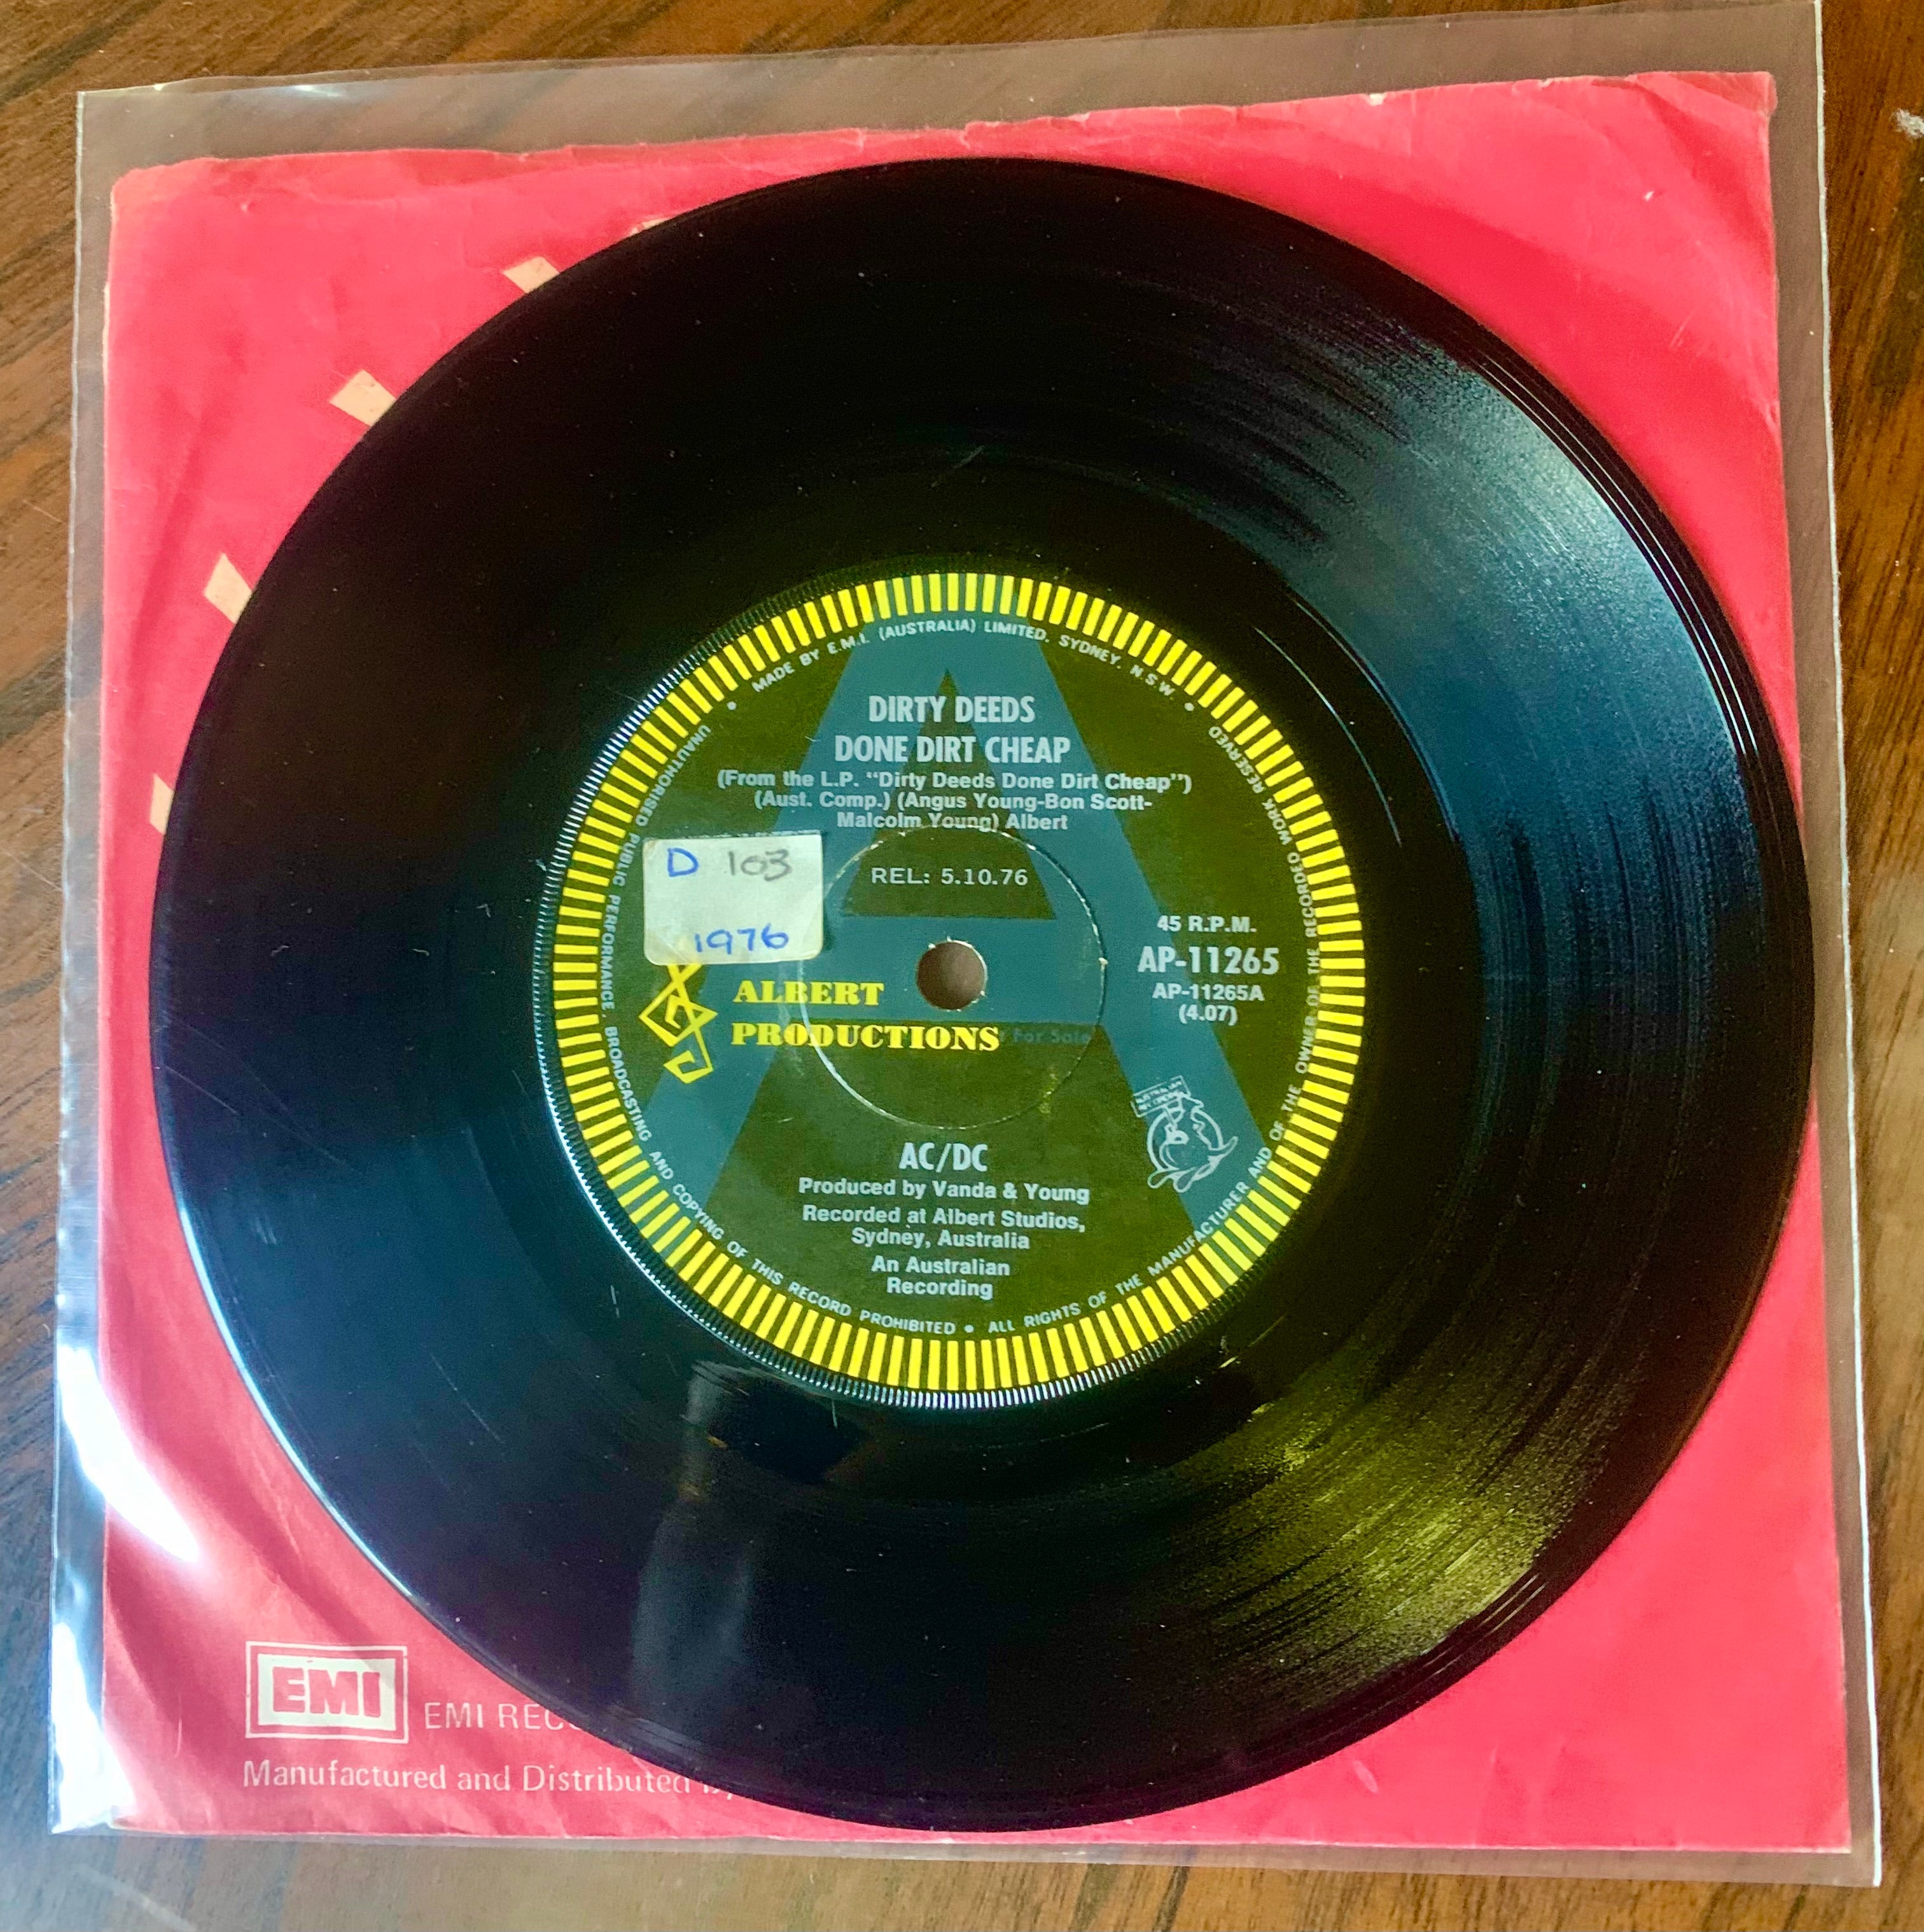 MADE BY E.M.I. (AUSTRALIA) LIMITED. SYDNEY. N.S.W.
DIRTY DEEDS
DONE DIRT CHEAP
(From the L.P. "Dirty Deeds Done Dirt Cheap")
(Aust. Comp.) (Angus Young-Bon Scott-
Malcolm Young) Albert
D 103
1976
REL: 5.10.76
45 R.P.M.
AP-11265
AP-11265A
(4.07)
ALBERT
PRODUCTIONS
For Sale
AC/DC
Produced by Vanda & Young
Recorded at Albert Studios,
Sydney, Australia
An Australian
Recording
UNAUTHORISED PUBLIC PERFORMANCE BROADCASTING AND COPYING OF THIS RECORD PROHIBITED • ALL RIGHTS OF THE MANUFACTURER AND OF THE OWNER OF THE RECORDED WORK RESERVED
EMI
EMI
Manufactured and Distributed